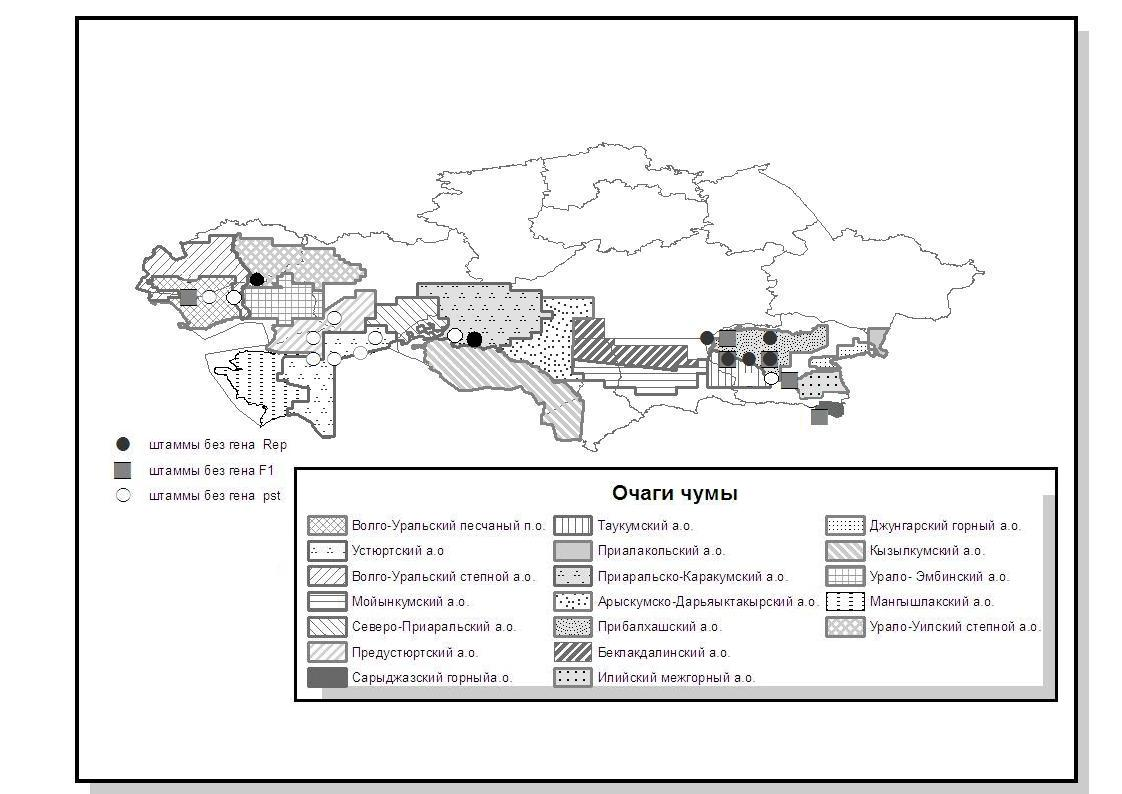 штаммы без гена Rep
штаммы без гена F1
штаммы без гена pst
Очаги чумы
Волго-Уральский песчаный п.о.
Устюртский а.о
Волго-Уральский степной а.о.
Мойынкумский а.о.
Северо-Приаральский а.о.
Предустюртский а.о.
Сарыджазский горныйа.о.
Таукумский а.о.
Приалакольский а.о.
Приаральско-Каракумский а.о.
Арыскумско-Дарьяыктакырский а.о.
Прибалхашский а.о.
Бекпакдалинский а.о.
Илийский межгорный а.о.
Джунгарский горный а.о.
Кызылкумский а.о.
Урало- Эмбинский а.о.
Мангышлакский а.о.
Урало-Уилский степной а.о.